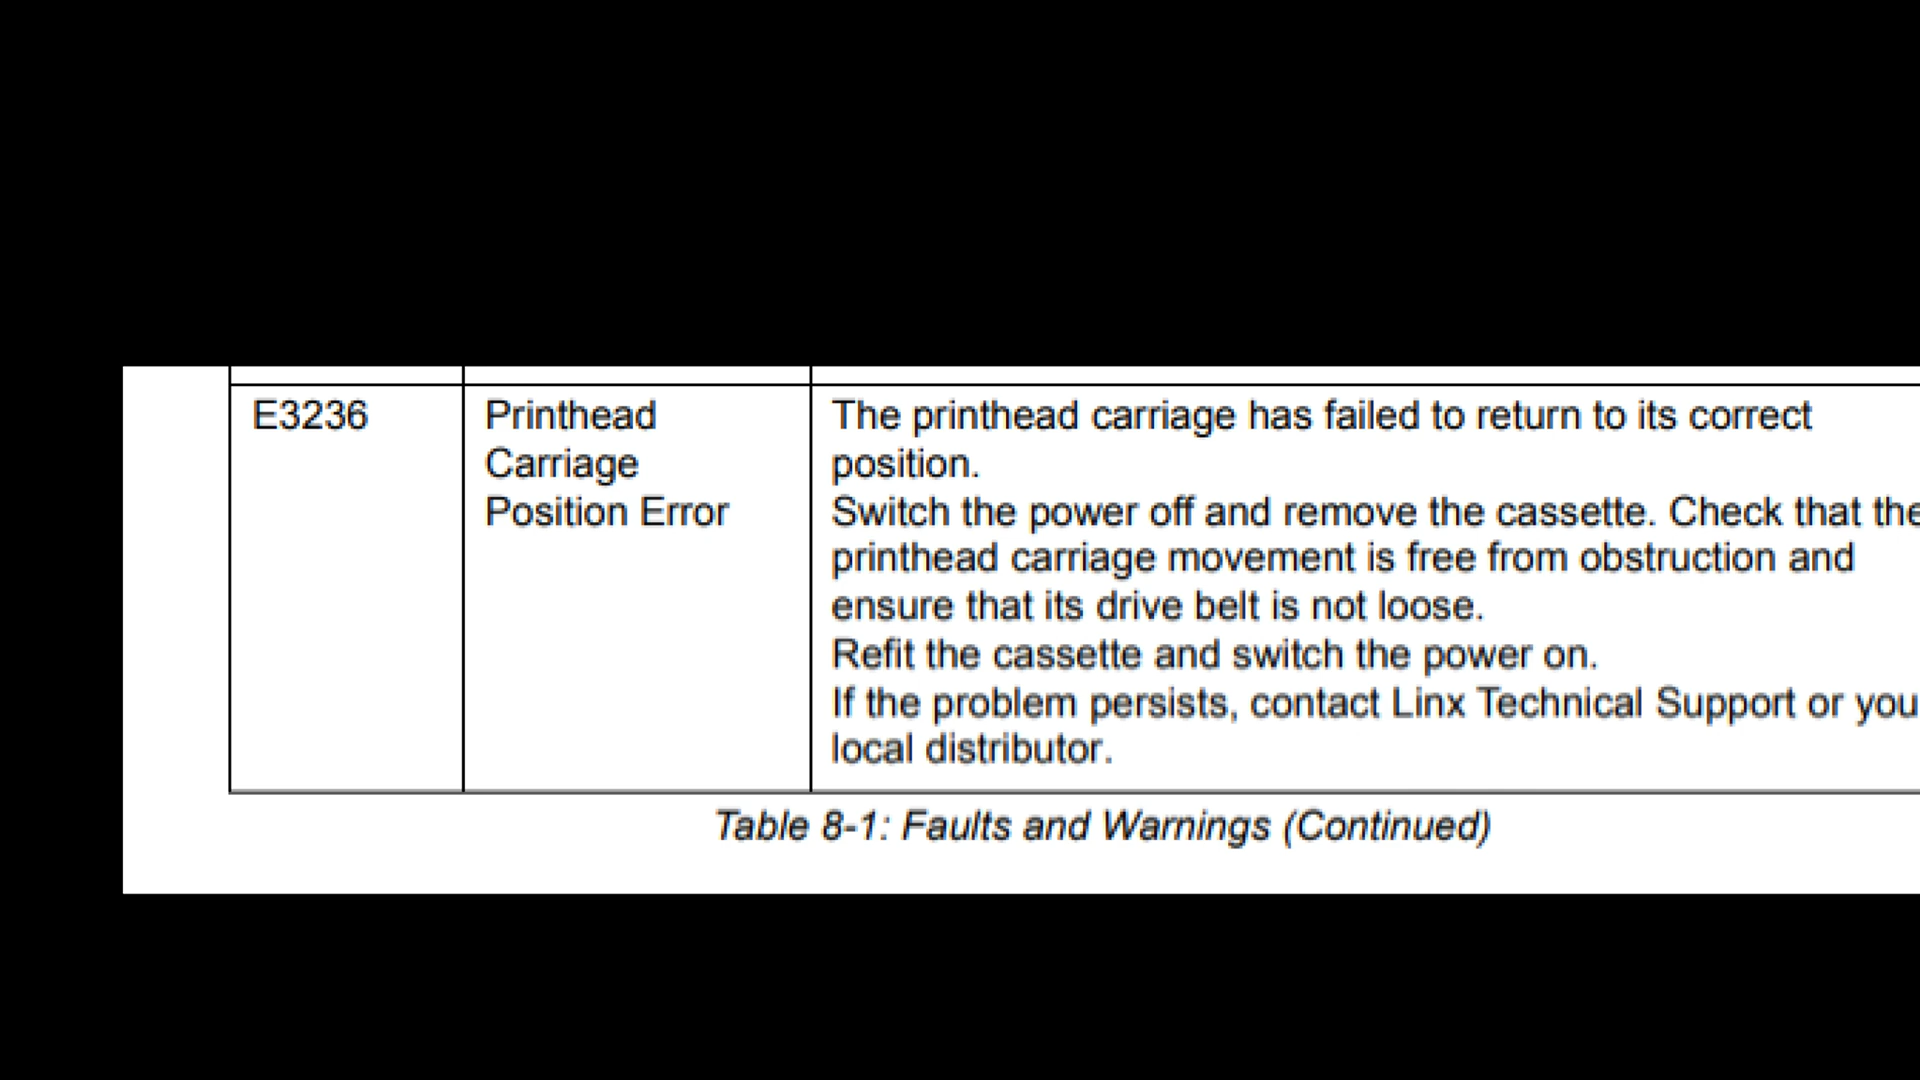 E3236
Printhead
Carriage
Position Error
The printhead carriage has failed to return to its correct
position.
Switch the power off and remove the cassette. Check that the
printhead carriage movement is free from obstruction and
ensure that its drive belt is not loose.
Refit the cassette and switch the power on.
If the problem persists, contact Linx Technical Support or you
local distributor.
Table 8-1: Faults and Warnings (Continued)